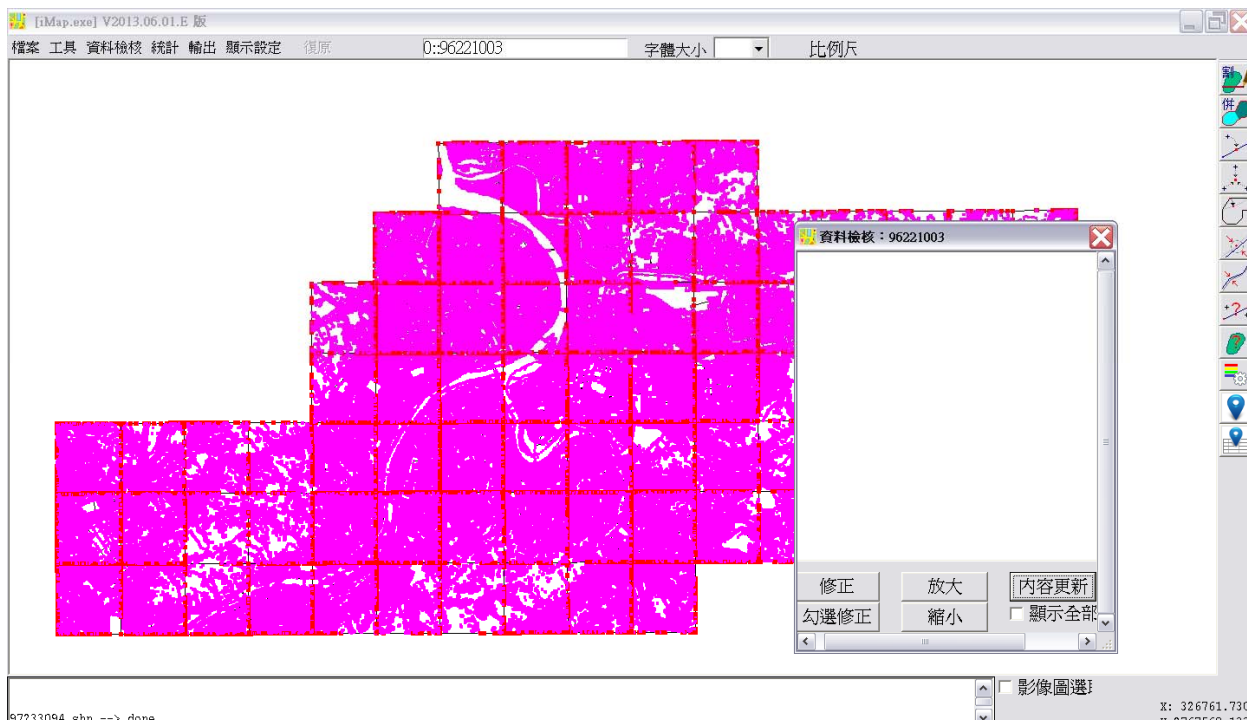 [iMap.exe] V2013.06.01.E 版
檔案 工具 資料檢核 統計 輸出 顯示設定 復原 0::96221003 字體大小 比例尺
割
併
資料檢核：96221003
修正 放大 內容更新
勾選修正 縮小 顯示全部
影像圖選
97233094.shp --> done
X: 326761.730